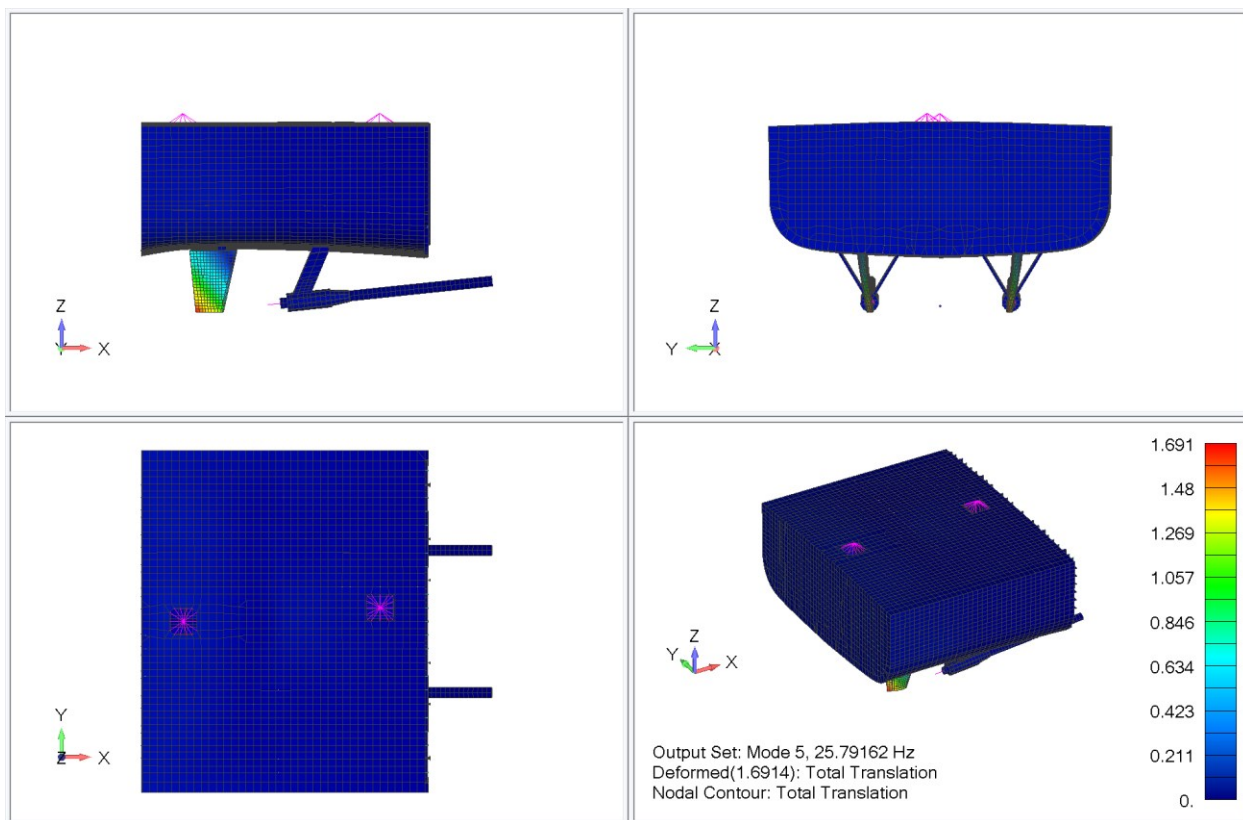 Z
Y
X
Z
Y
X
Y
Z
X
Z
Y
X
Output Set: Mode 5, 25.79162 Hz
Deformed(1.6914): Total Translation
Nodal Contour: Total Translation
1.691
1.48
1.269
1.057
0.846
0.634
0.423
0.211
0.